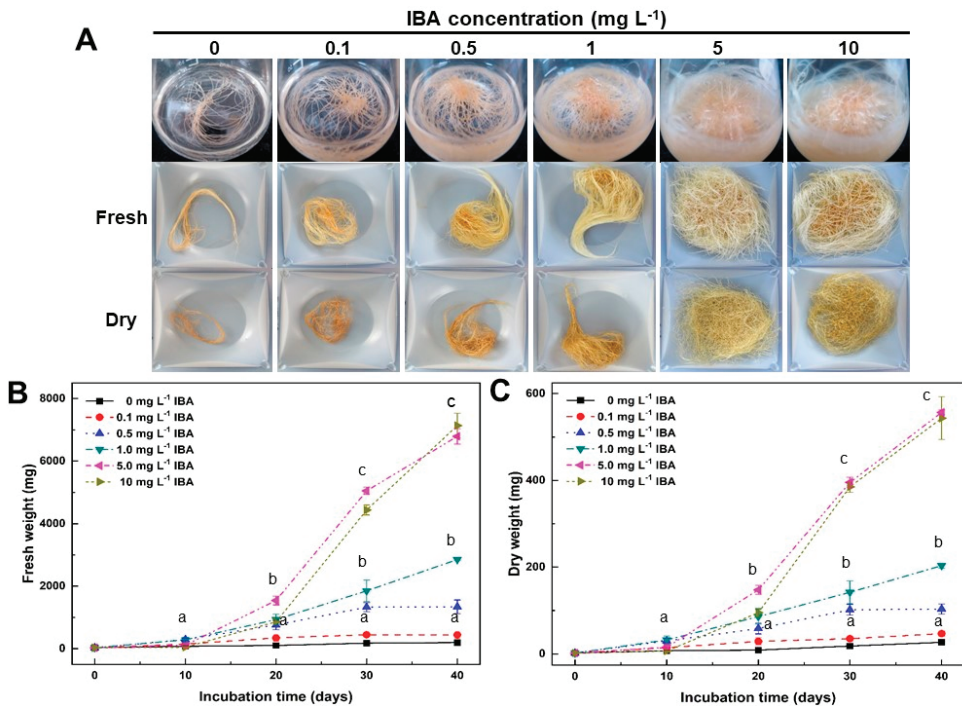 IBA concentration (mg L⁻¹)
A
0 0.1 0.5 1 5 10
Fresh
Dry
B
8000
6000
4000
2000
0
Fresh weight (mg)
0 mg L⁻¹ IBA
0.1 mg L⁻¹ IBA
0.5 mg L⁻¹ IBA
1.0 mg L⁻¹ IBA
5.0 mg L⁻¹ IBA
10 mg L⁻¹ IBA
c
c
b
b
b
a
a
a
a
0 10 20 30 40
Incubation time (days)
C
600
400
200
0
Dry weight (mg)
0 mg L⁻¹ IBA
0.1 mg L⁻¹ IBA
0.5 mg L⁻¹ IBA
1.0 mg L⁻¹ IBA
5.0 mg L⁻¹ IBA
10 mg L⁻¹ IBA
c
c
b
b
b
a
a
a
a
0 10 20 30 40
Incubation time (days)